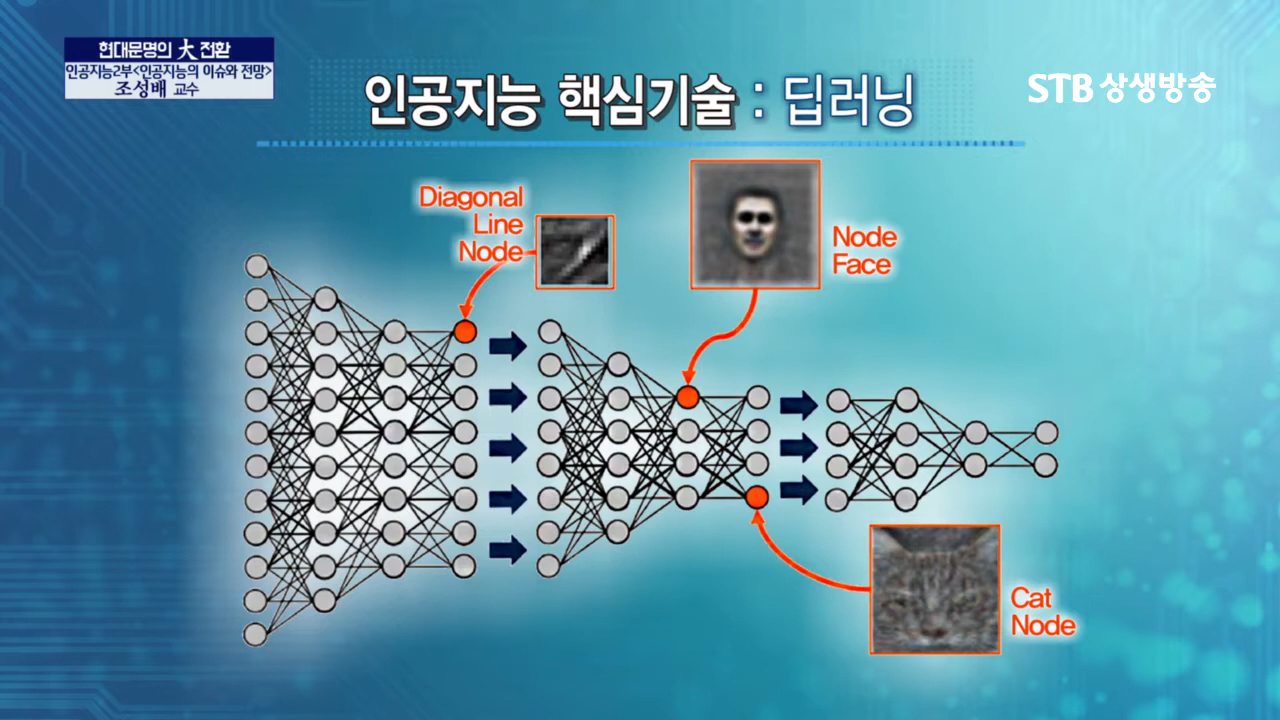 현대문명의 大 전환
인공지능2부<인공지능의 이슈와 전망>
조성배 교수
인공지능 핵심기술 : 딥러닝
STB 상생방송
Diagonal
Line
Node
Node
Face
Cat
Node